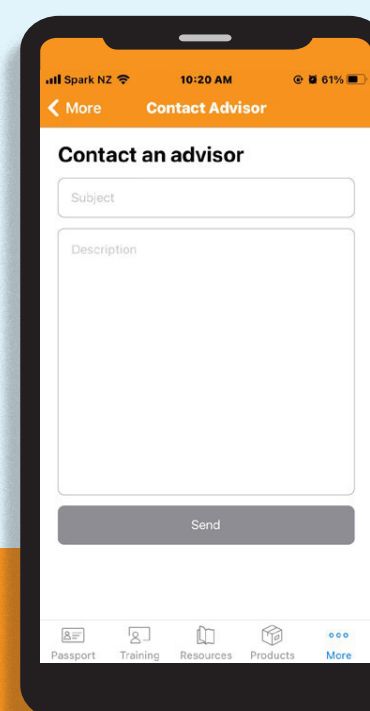 Spark NZ 10:20 AM 61%
More Contact Advisor
Contact an advisor
Subject
Description
Send
Passport Training Resources Products More